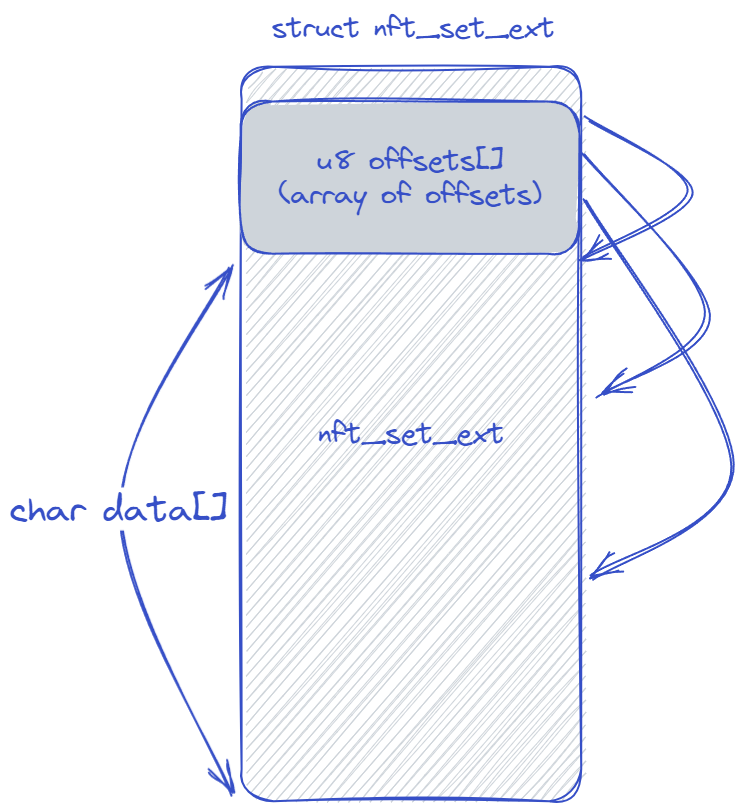 struct nft_set_ext
u8 offsets[]
(array of offsets)
nft_set_ext
char data[]